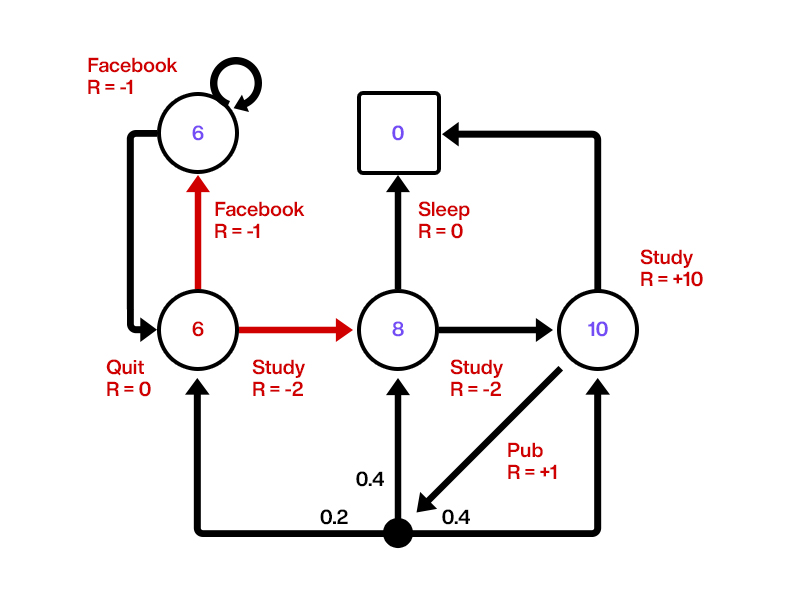 Facebook
R = -1
6
0
Facebook
R = -1
Sleep
R = 0
Study
R = +10
6
8
10
Quit
R = 0
Study
R = -2
Study
R = -2
Pub
R = +1
0.4
0.2
0.4